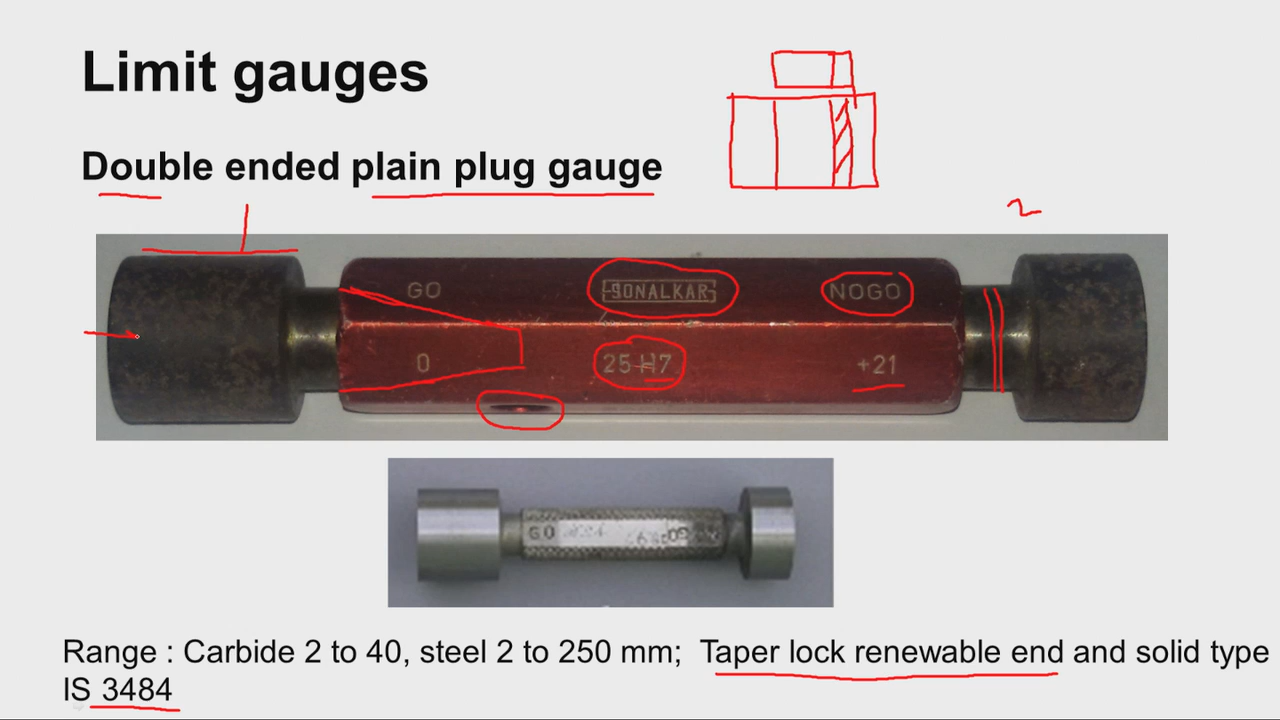 Limit gauges
Double ended plain plug gauge
2
GO SONALKAR NOGO
0 25 H7 +21
GO
Range : Carbide 2 to 40, steel 2 to 250 mm; Taper lock renewable end and solid type
IS 3484